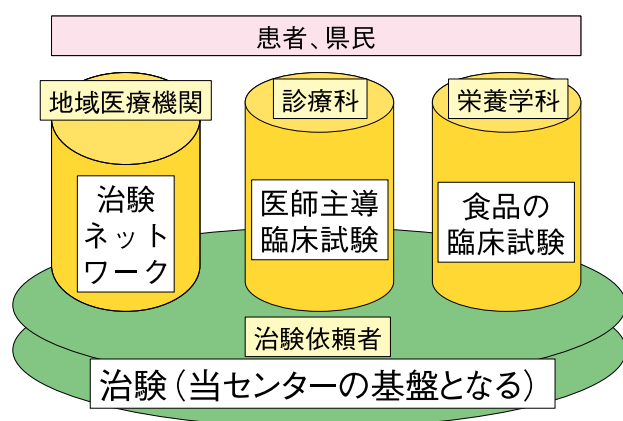 患者、県民
地域医療機関
診療科
栄養学科
治験
ネット
ワーク
医師主導
臨床試験
食品の
臨床試験
治験依頼者
治験（当センターの基盤となる）